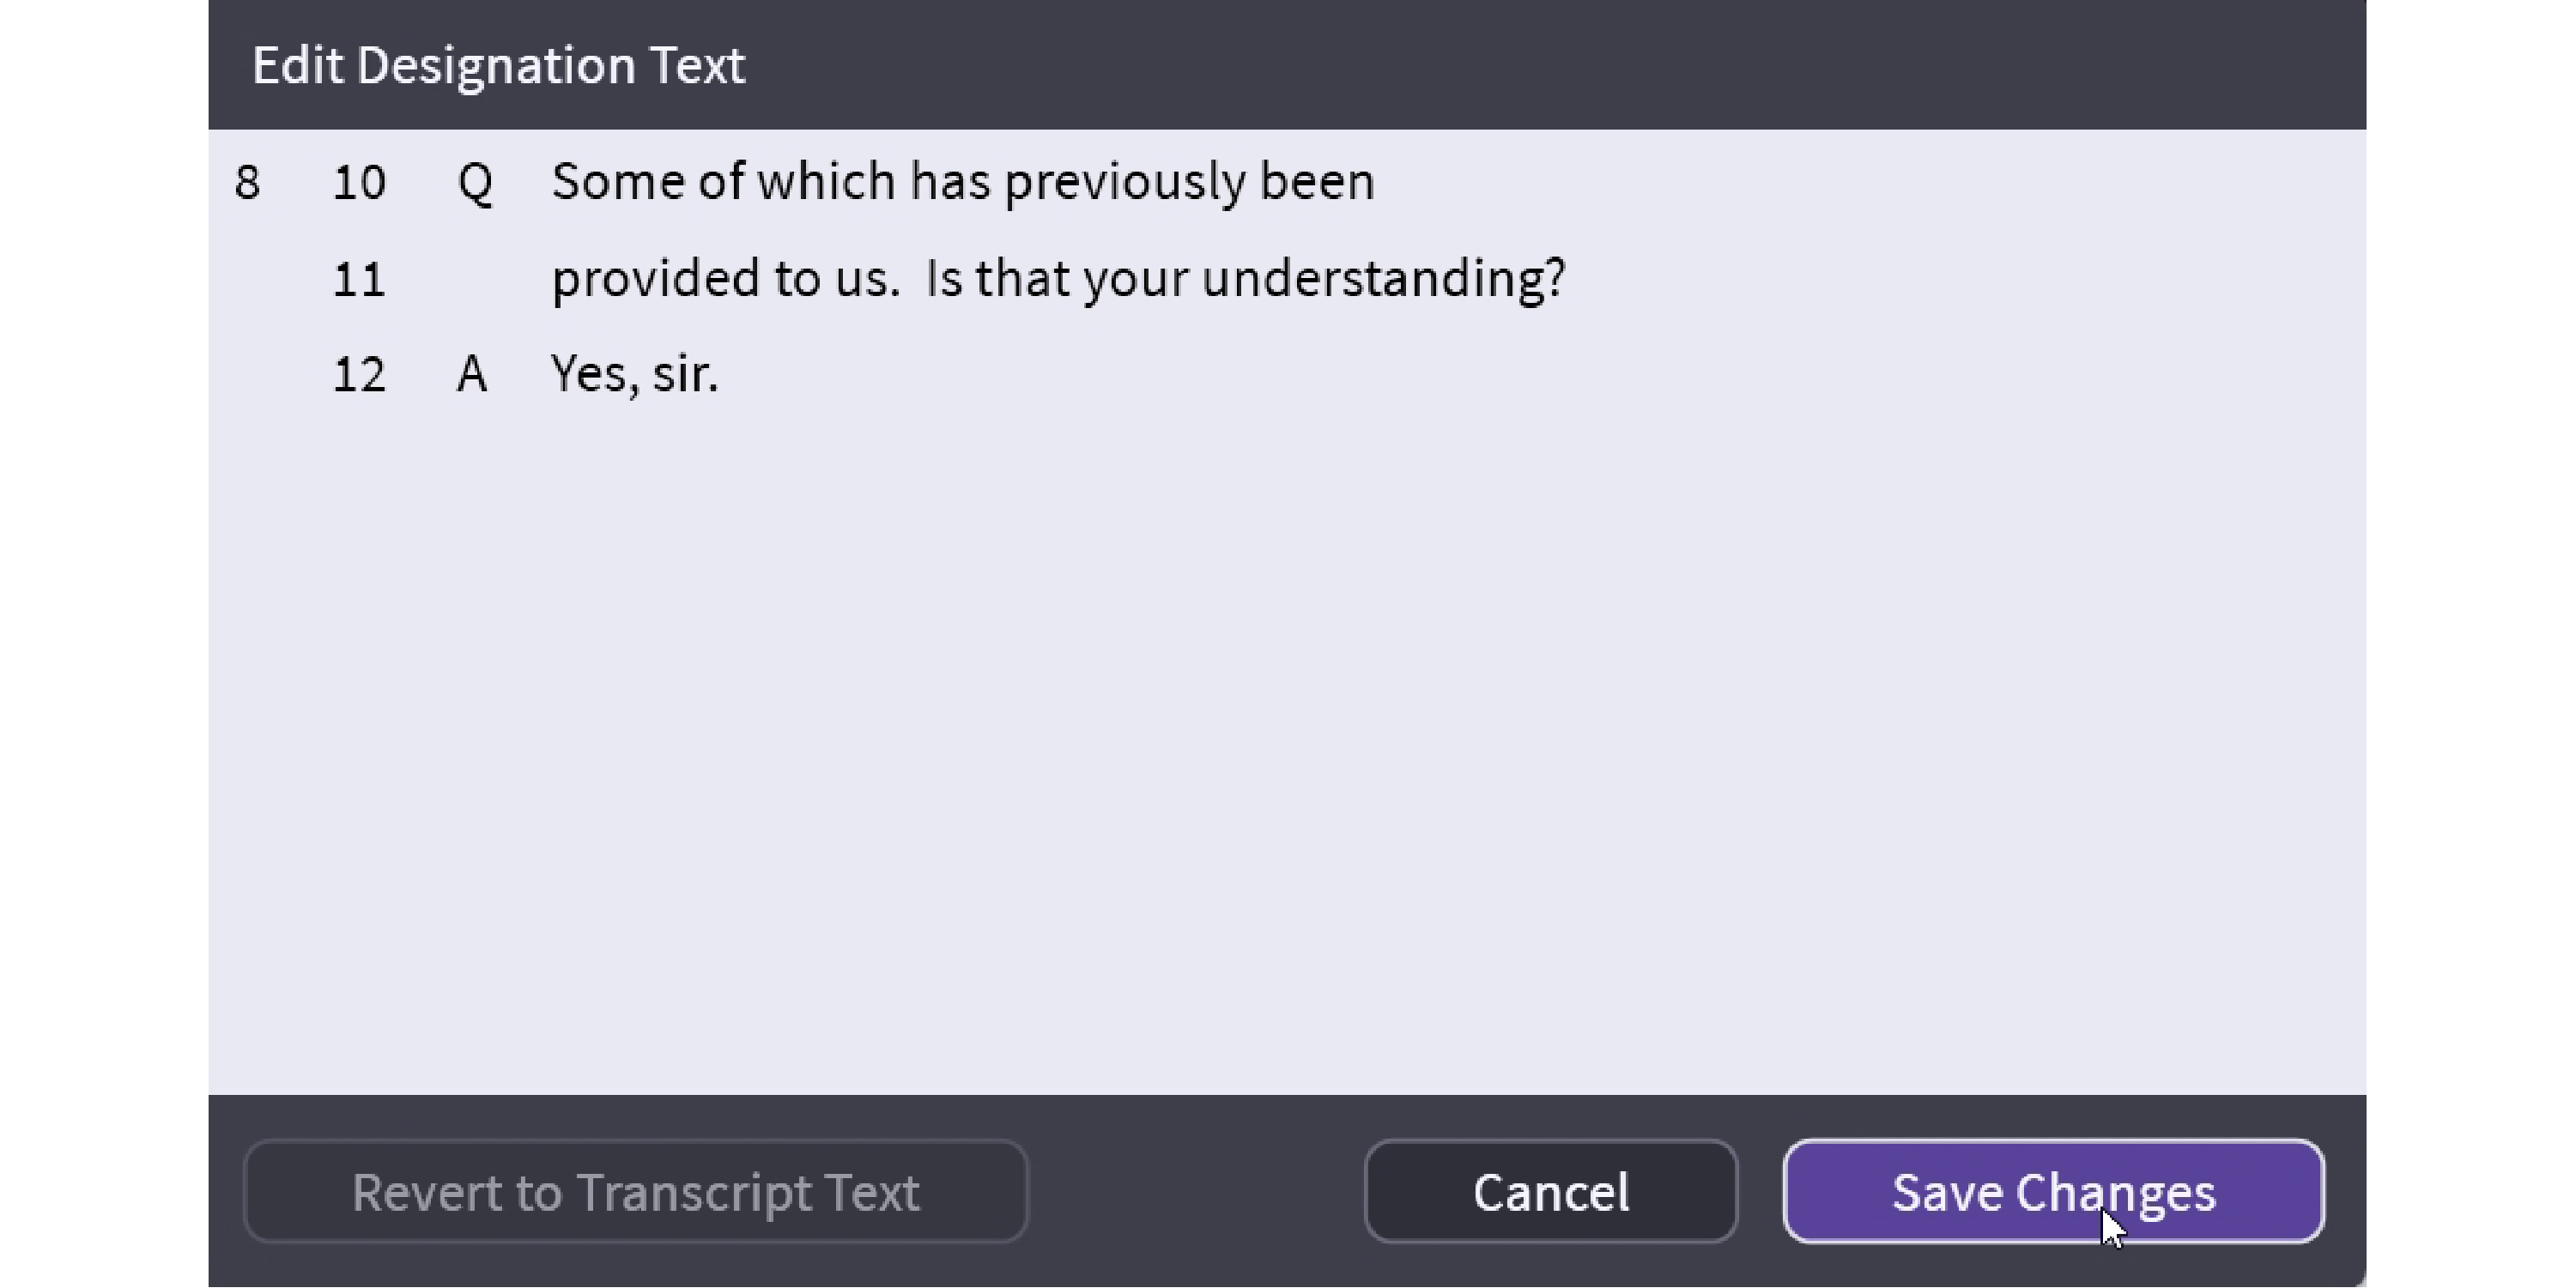 Edit Designation Text
8 10 Q Some of which has previously been
11 provided to us.  Is that your understanding?
12 A Yes, sir.
Revert to Transcript Text Cancel Save Changes